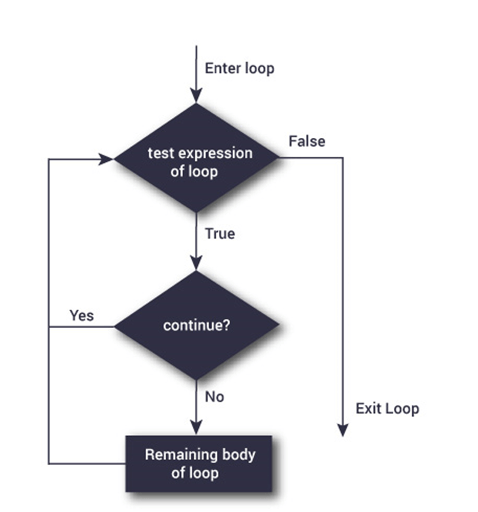 Enter loop
False
test expression
of loop
True
Yes
continue?
No
Exit Loop
Remaining body
of loop